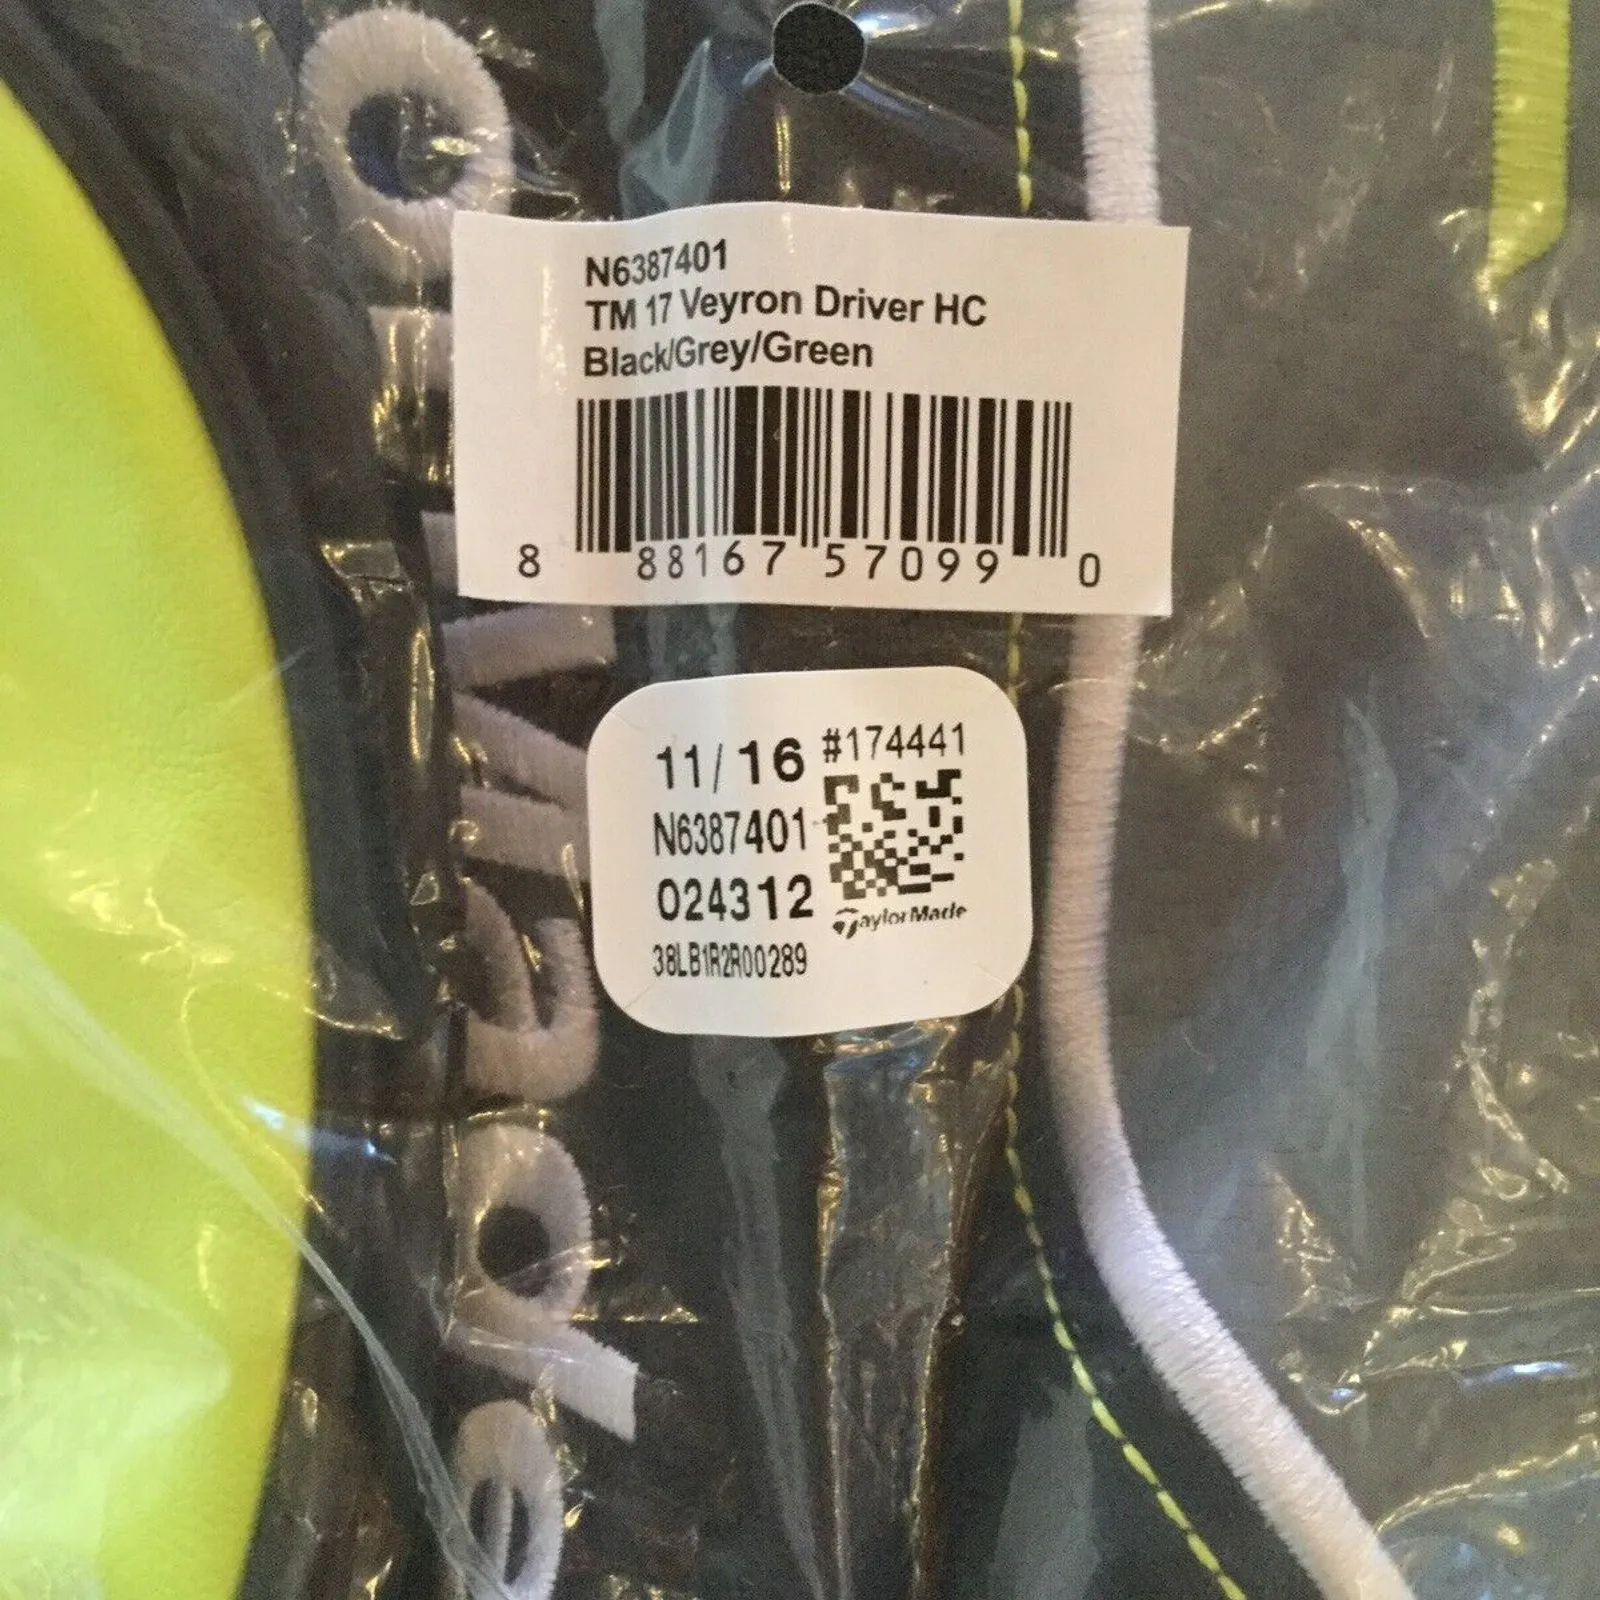 N6387401
TM 17 Veyron Driver HC
Black/Grey/Green
8 88167 57099 0
11/16 #174441
N6387401
024312
TaylorMade
38LB1R2R00289